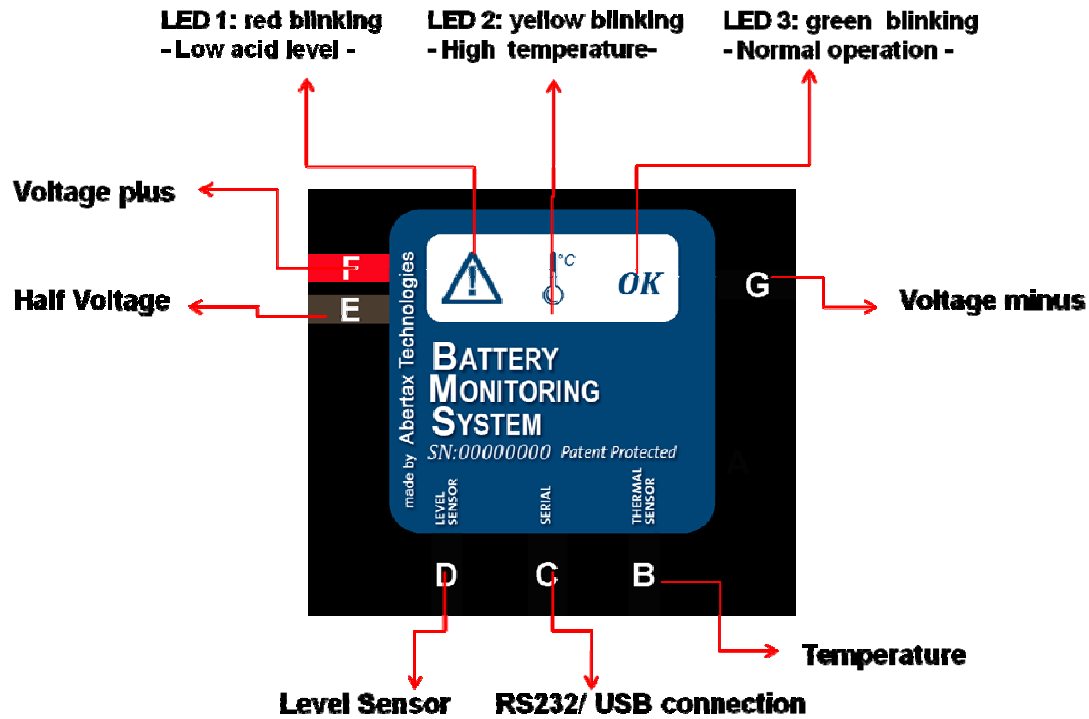 LED 1: red blinking
- Low acid level -
LED 2: yellow blinking
- High temperature-
LED 3: green blinking
- Normal operation -
Voltage plus
F
Half Voltage
E
°C
OK
G
Voltage minus
made by Abertax Technologies
BATTERY
MONITORING
SYSTEM
SN:00000000 Patent Protected
A
LEVEL
SENSOR
SERIAL
THERMAL
SENSOR
D
C
B
Temperature
Level Sensor
RS232/ USB connection